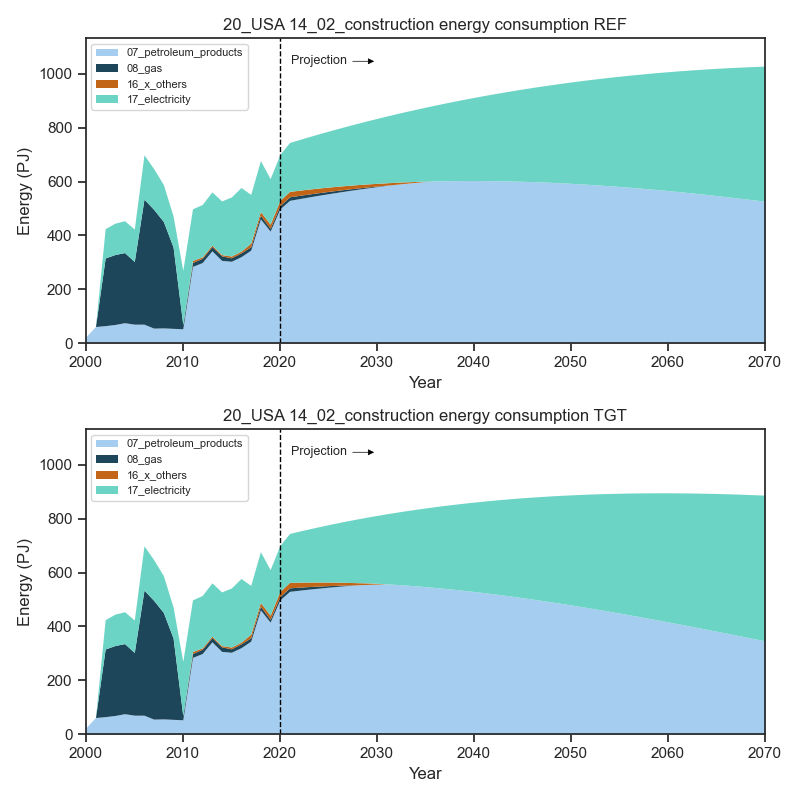 20_USA 14_02_construction energy consumption REF
07_petroleum_products
08_gas
16_x_others
17_electricity
Projection
Energy (PJ)
1000
800
600
400
200
0
2000 2010 2020 2030 2040 2050 2060 2070
Year
20_USA 14_02_construction energy consumption TGT
07_petroleum_products
08_gas
16_x_others
17_electricity
Projection
Energy (PJ)
1000
800
600
400
200
0
2000 2010 2020 2030 2040 2050 2060 2070
Year